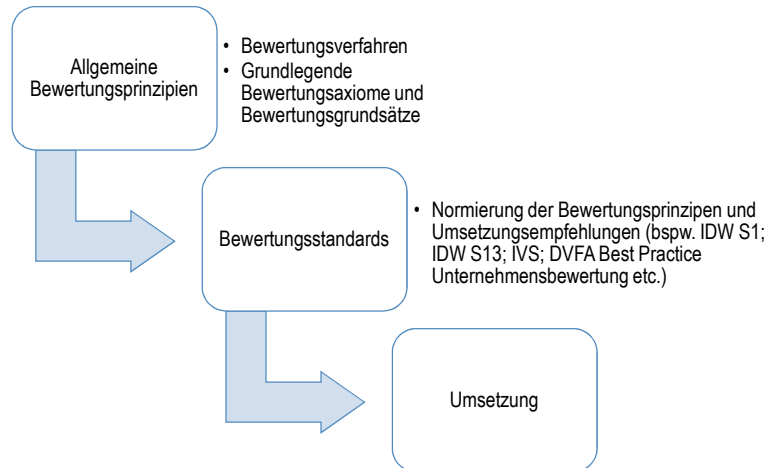 Allgemeine
Bewertungsprinzipien
• Bewertungsverfahren
• Grundlegende
Bewertungsaxiome und
Bewertungsgrundsätze
Bewertungsstandards
• Normierung der Bewertungsprinzipen und
Umsetzungsempfehlungen (bspw. IDW S1;
IDW S13; IVS; DVFA Best Practice
Unternehmensbewertung etc.)
Umsetzung